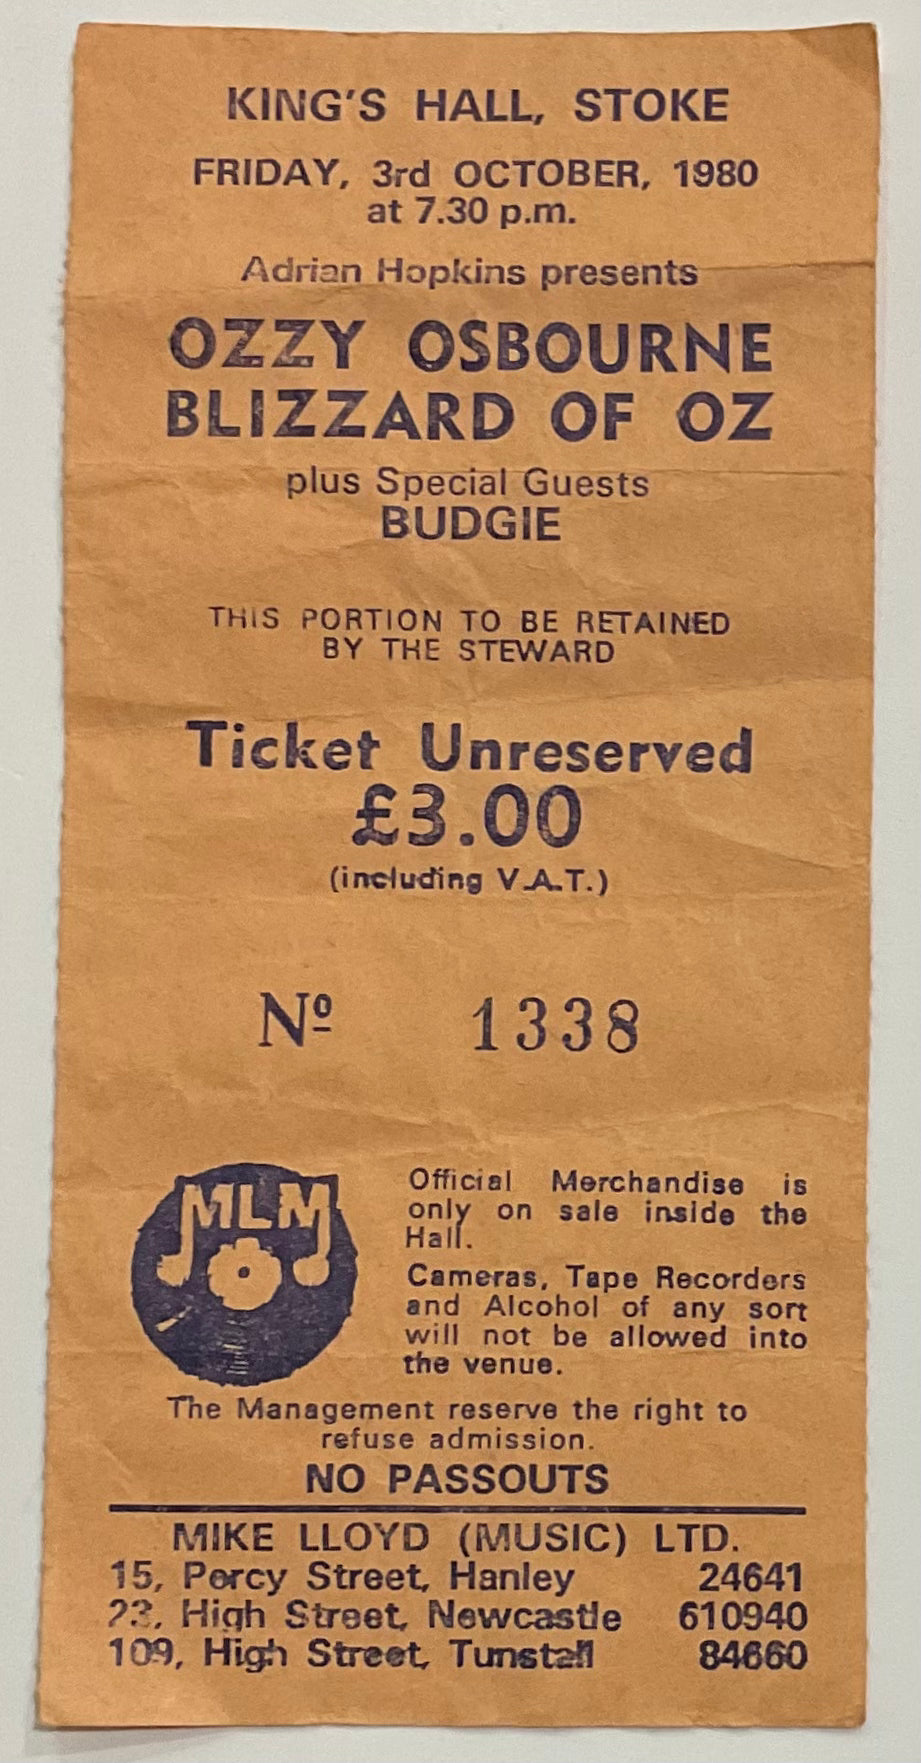 KING'S HALL, STOKE
FRIDAY, 3rd OCTOBER, 1980
at 7.30 p.m.
Adrian Hopkins presents
OZZY OSBOURNE
BLIZZARD OF OZ
plus Special Guests
BUDGIE
THIS PORTION TO BE RETAINED
BY THE STEWARD
Ticket Unreserved
£3.00
(including V.A.T.)
Nº 1338
MLM
Official Merchandise is
only on sale inside the
Hall.
Cameras, Tape Recorders
and Alcohol of any sort
will not be allowed into
the venue.
The Management reserve the right to
refuse admission.
NO PASSOUTS
MIKE LLOYD (MUSIC) LTD.
15, Percy Street, Hanley 24641
23, High Street, Newcastle 610940
109, High Street, Tunstall 84660